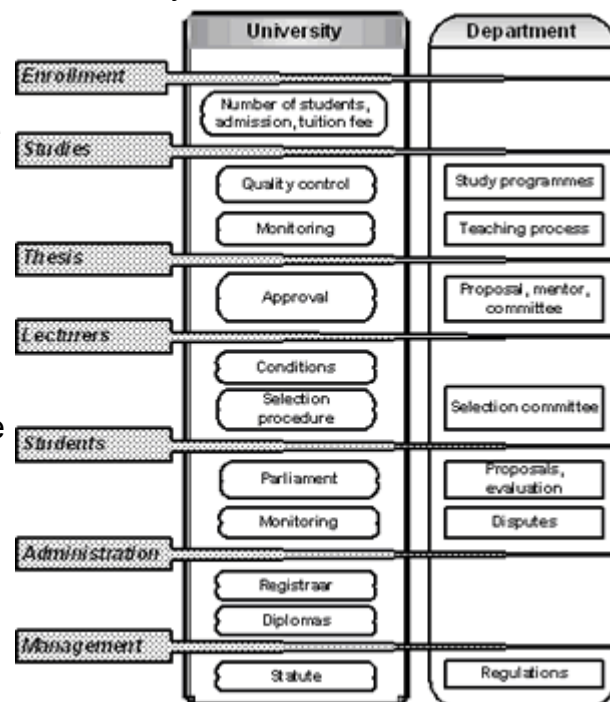 University
Department
Enrollment
Number of students,
admission, tuition fee
Studies
Quality control
Study programmes
Monitoring
Teaching process
Thesis
Approval
Proposal, mentor,
committee
Lecturers
Conditions
Selection
procedure
Selection committee
e
Students
Parliament
Proposals,
evaluation
Monitoring
Disputes
Administration
Registraar
Diplomas
Management
Statute
Regulations